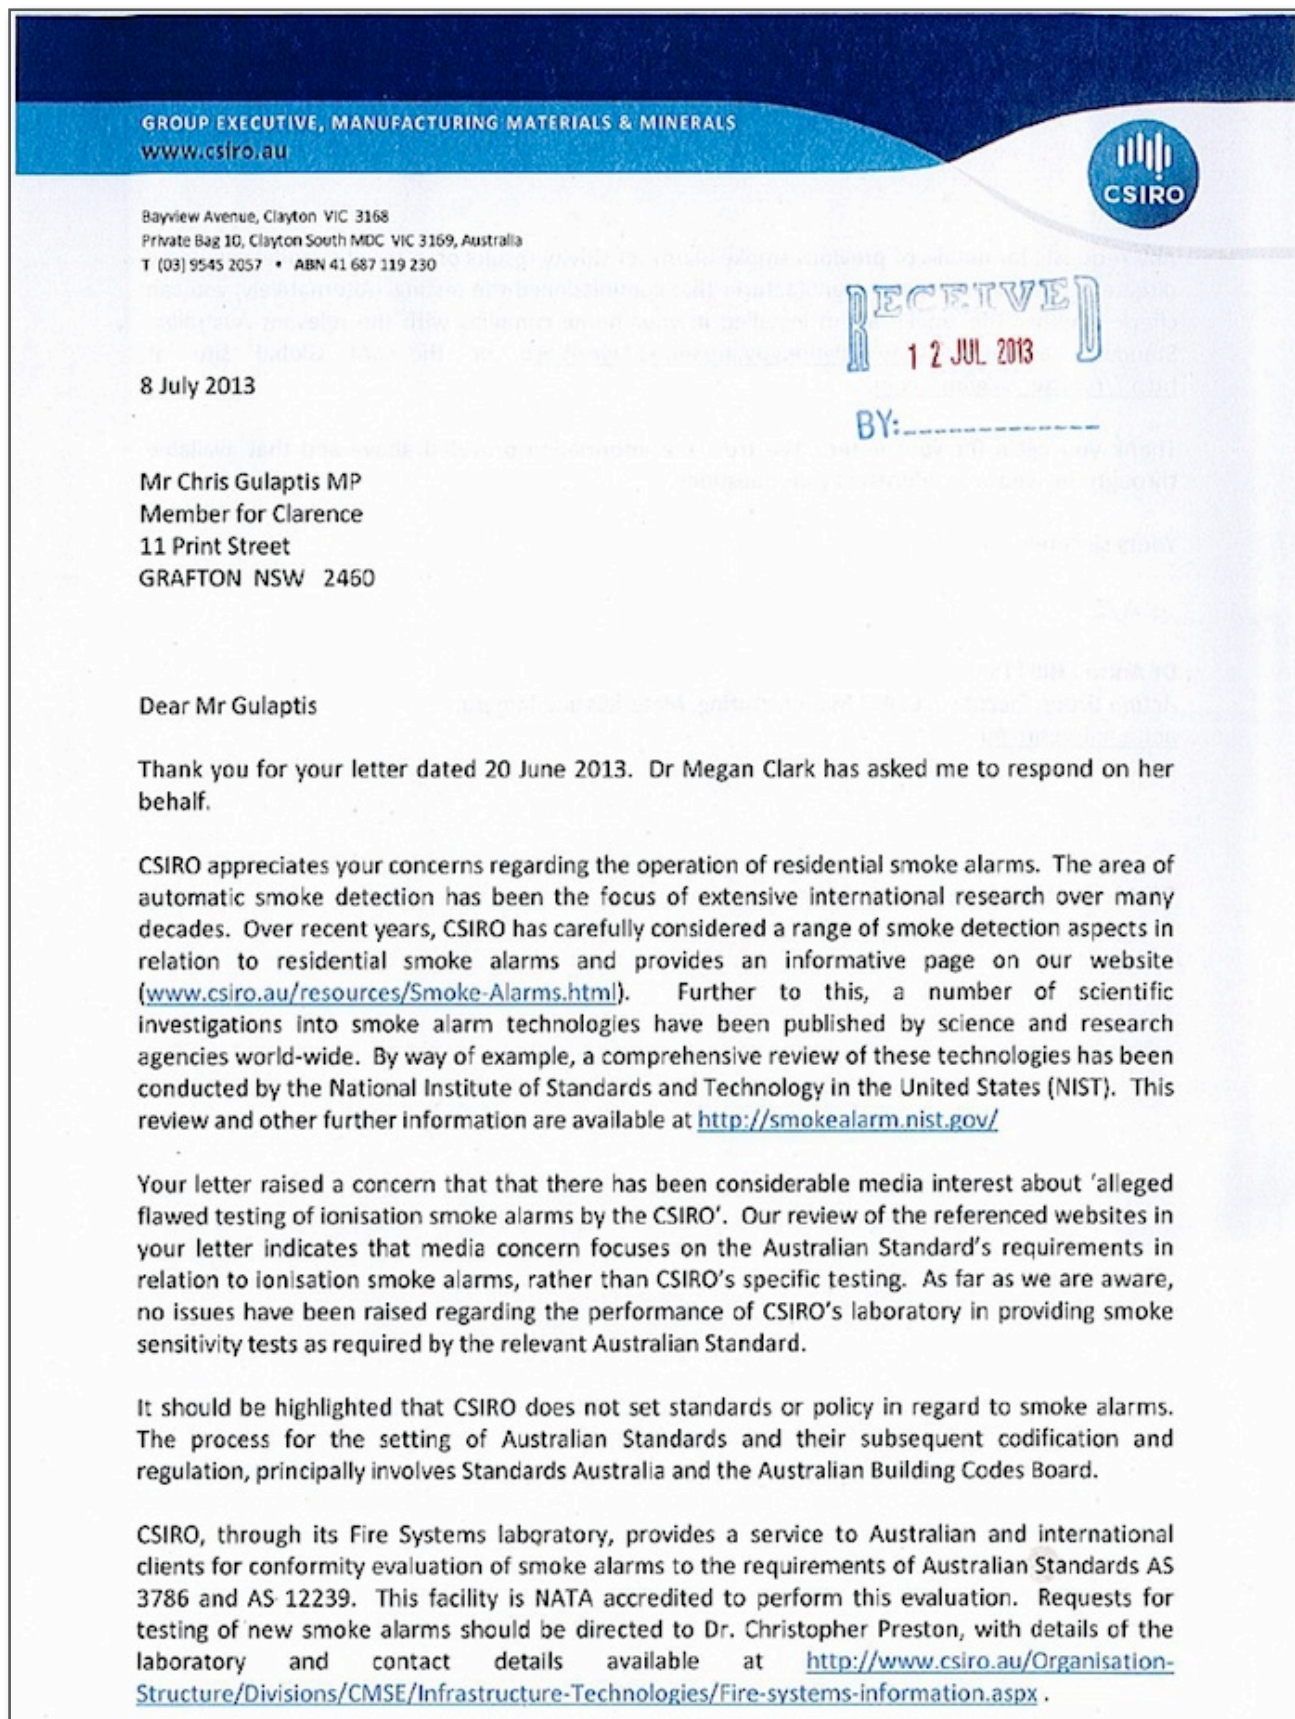 GROUP EXECUTIVE, MANUFACTURING MATERIALS & MINERALS
www.csiro.au
CSIRO
Bayview Avenue, Clayton VIC 3168
Private Bag 10, Clayton South MDC VIC 3169, Australia
T (03) 9545 2057 • ABN 41 687 119 230
RECEIVED
12 JUL 2013
BY:
8 July 2013
Mr Chris Gulaptis MP
Member for Clarence
11 Print Street
GRAFTON NSW 2460
Dear Mr Gulaptis
Thank you for your letter dated 20 June 2013. Dr Megan Clark has asked me to respond on her
behalf.
CSIRO appreciates your concerns regarding the operation of residential smoke alarms. The area of
automatic smoke detection has been the focus of extensive international research over many
decades. Over recent years, CSIRO has carefully considered a range of smoke detection aspects in
relation to residential smoke alarms and provides an informative page on our website
(www.csiro.au/resources/Smoke-Alarms.html). Further to this, a number of scientific
investigations into smoke alarm technologies have been published by science and research
agencies world-wide. By way of example, a comprehensive review of these technologies has been
conducted by the National Institute of Standards and Technology in the United States (NIST). This
review and other further information are available at http://smokealarm.nist.gov/
Your letter raised a concern that that there has been considerable media interest about 'alleged
flawed testing of ionisation smoke alarms by the CSIRO'. Our review of the referenced websites in
your letter indicates that media concern focuses on the Australian Standard's requirements in
relation to ionisation smoke alarms, rather than CSIRO's specific testing. As far as we are aware,
no issues have been raised regarding the performance of CSIRO's laboratory in providing smoke
sensitivity tests as required by the relevant Australian Standard.
It should be highlighted that CSIRO does not set standards or policy in regard to smoke alarms.
The process for the setting of Australian Standards and their subsequent codification and
regulation, principally involves Standards Australia and the Australian Building Codes Board.
CSIRO, through its Fire Systems laboratory, provides a service to Australian and international
clients for conformity evaluation of smoke alarms to the requirements of Australian Standards AS
3786 and AS 12239. This facility is NATA accredited to perform this evaluation. Requests for
testing of new smoke alarms should be directed to Dr. Christopher Preston, with details of the
laboratory and contact details available at http://www.csiro.au/Organisation-
Structure/Divisions/CMSE/Infrastructure-Technologies/Fire-systems-information.aspx .